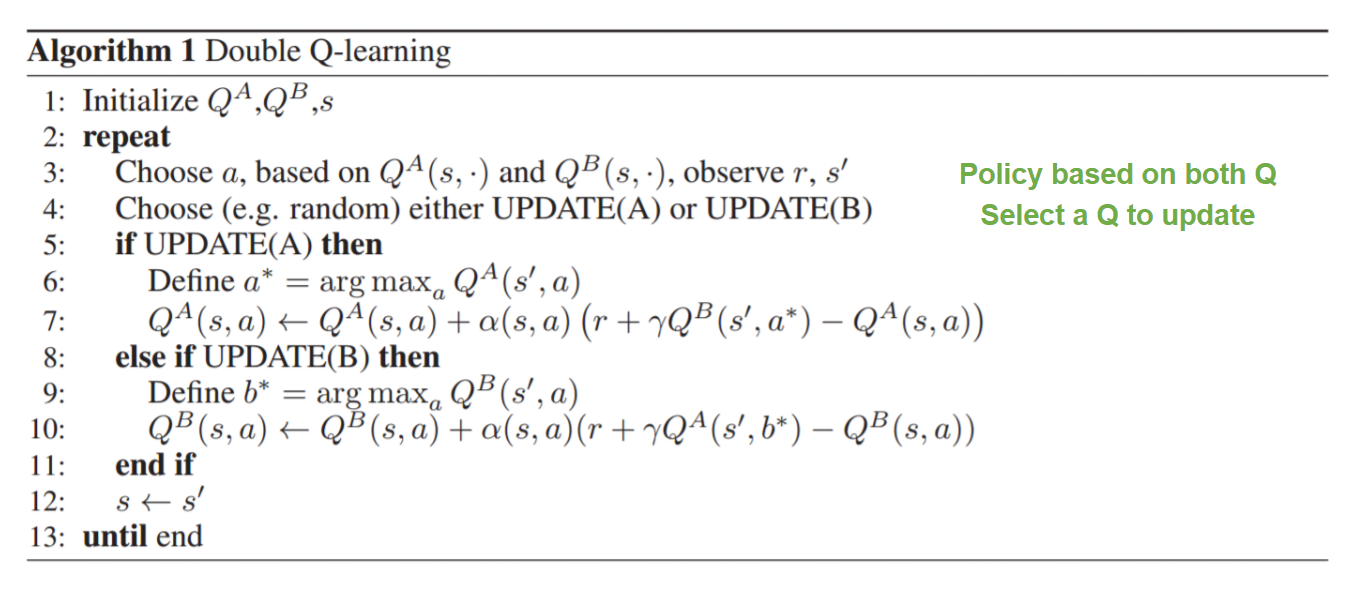 Algorithm 1 Double Q-learning
1: Initialize Q^A,Q^B,s
2: repeat
3: Choose a, based on Q^A(s, ·) and Q^B(s, ·), observe r, s′
Policy based on both Q
4: Choose (e.g. random) either UPDATE(A) or UPDATE(B)
Select a Q to update
5: if UPDATE(A) then
6: Define a* = arg max_a Q^A(s′, a)
7: Q^A(s, a) ← Q^A(s, a) + α(s, a) (r + γQ^B(s′, a*) − Q^A(s, a))
8: else if UPDATE(B) then
9: Define b* = arg max_a Q^B(s′, a)
10: Q^B(s, a) ← Q^B(s, a) + α(s, a)(r + γQ^A(s′, b*) − Q^B(s, a))
11: end if
12: s ← s′
13: until end